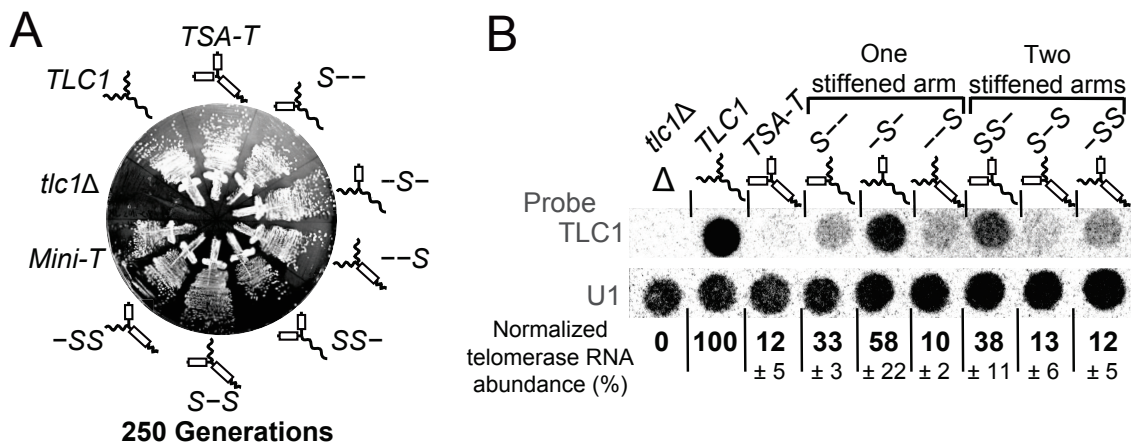 A
TSA-T
TLC1
S--
tlc1Δ
-S-
Mini-T
--S
-SS
SS-
S-S
250 Generations
B
One
stiffened arm
Two
stiffened arms
tlc1Δ TLC1 TSA-T S-- -S- --S SS- S-S -SS
Δ
Probe
TLC1
U1
Normalized
telomerase RNA
abundance (%)
0 100 12 33 58 10 38 13 12
± 5 ± 3 ± 22 ± 2 ± 11 ± 6 ± 5